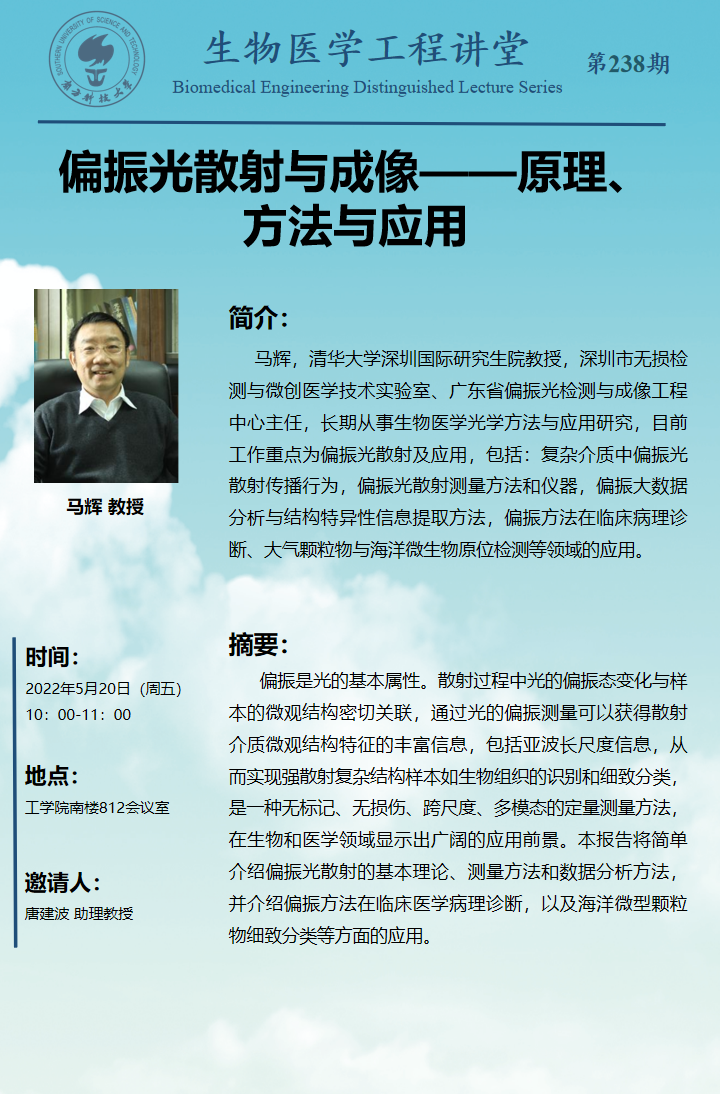 SOUTHERN UNIVERSITY OF SCIENCE AND TECHNOLOGY
南方科技大学
生物医学工程讲堂
第238期
Biomedical Engineering Distinguished Lecture Series
偏振光散射与成像——原理、
方法与应用
马辉 教授
简介：
马辉，清华大学深圳国际研究生院教授，深圳市无损检
测与微创医学技术实验室、广东省偏振光检测与成像工程
中心主任，长期从事生物医学光学方法与应用研究，目前
工作重点为偏振光散射及应用，包括：复杂介质中偏振光
散射传播行为，偏振光散射测量方法和仪器，偏振大数据
分析与结构特异性信息提取方法，偏振方法在临床病理诊
断、大气颗粒物与海洋微生物原位检测等领域的应用。
时间：
2022年5月20日（周五）
10：00-11：00
地点：
工学院南楼812会议室
邀请人：
唐建波 助理教授
摘要：
偏振是光的基本属性。散射过程中光的偏振态变化与样
本的微观结构密切关联，通过光的偏振测量可以获得散射
介质微观结构特征的丰富信息，包括亚波长尺度信息，从
而实现强散射复杂结构样本如生物组织的识别和细致分类，
是一种无标记、无损伤、跨尺度、多模态的定量测量方法，
在生物和医学领域显示出广阔的应用前景。本报告将简单
介绍偏振光散射的基本理论、测量方法和数据分析方法，
并介绍偏振方法在临床医学病理诊断，以及海洋微型颗粒
物细致分类等方面的应用。